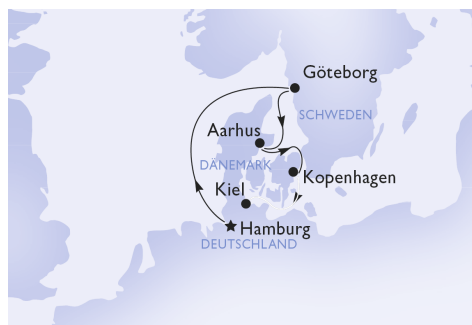 Göteborg
SCHWEDEN
Aarhus
DÄNEMARK
Kopenhagen
Kiel
Hamburg
DEUTSCHLAND